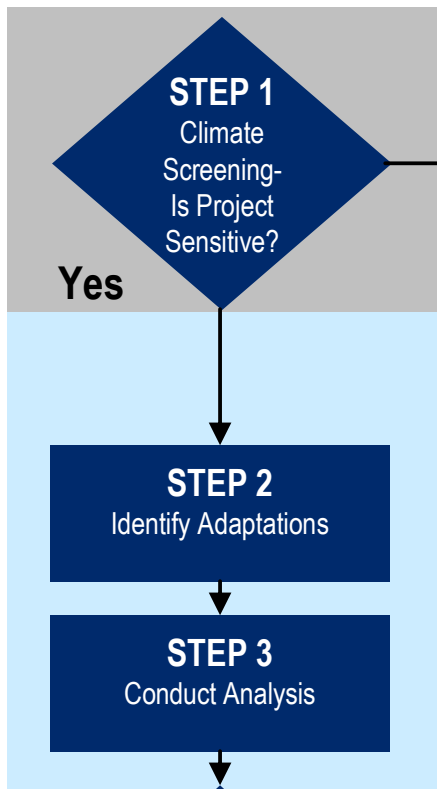 STEP 1
Climate
Screening-
Is Project
Sensitive?
Yes
STEP 2
Identify Adaptations
STEP 3
Conduct Analysis